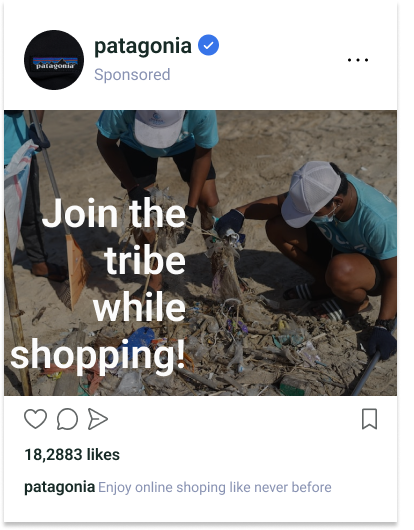 patagonia
patagonia
Sponsored
Join the
tribe
while
shopping!
18,2883 likes
patagonia Enjoy online shoping like never before